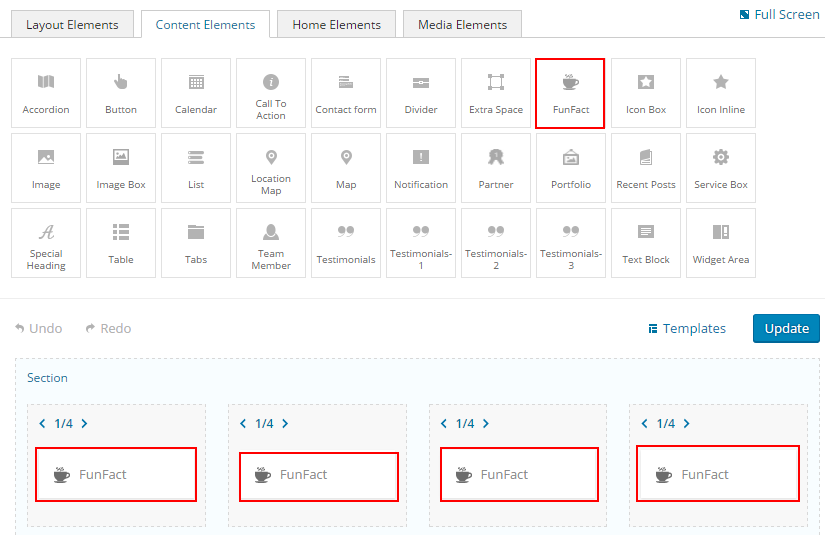 Layout Elements
Content Elements
Home Elements
Media Elements
Full Screen
Accordion
Button
Calendar
Call To
Action
Contact form
Divider
Extra Space
FunFact
Icon Box
Icon Inline
Image
Image Box
List
Location
Map
Map
Notification
Partner
Portfolio
Recent Posts
Service Box
Special
Heading
Table
Tabs
Team
Member
Testimonials
Testimonials-
1
Testimonials-
2
Testimonials-
3
Text Block
Widget Area
Undo
Redo
Templates
Update
Section
1/4
1/4
1/4
1/4
FunFact
FunFact
FunFact
FunFact